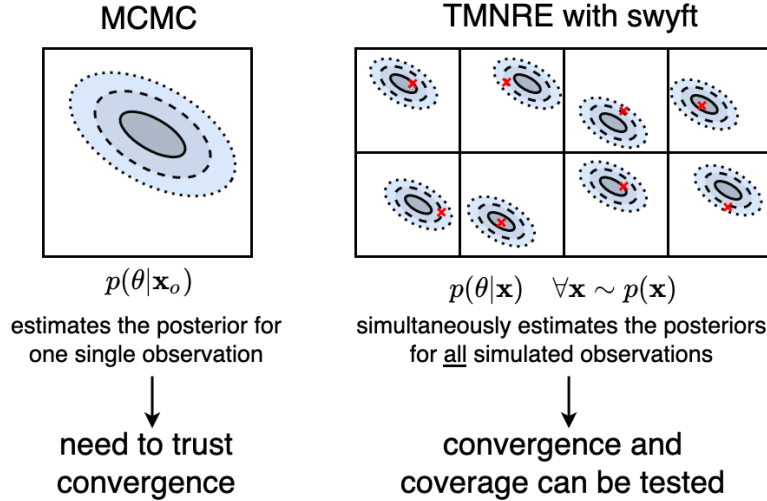 MCMC
TMNRE with swyft
p(θ|𝐱ₒ)
p(θ|𝐱) ∀𝐱 ∼ p(𝐱)
estimates the posterior for
one single observation
simultaneously estimates the posteriors
for all simulated observations
need to trust
convergence
convergence and
coverage can be tested